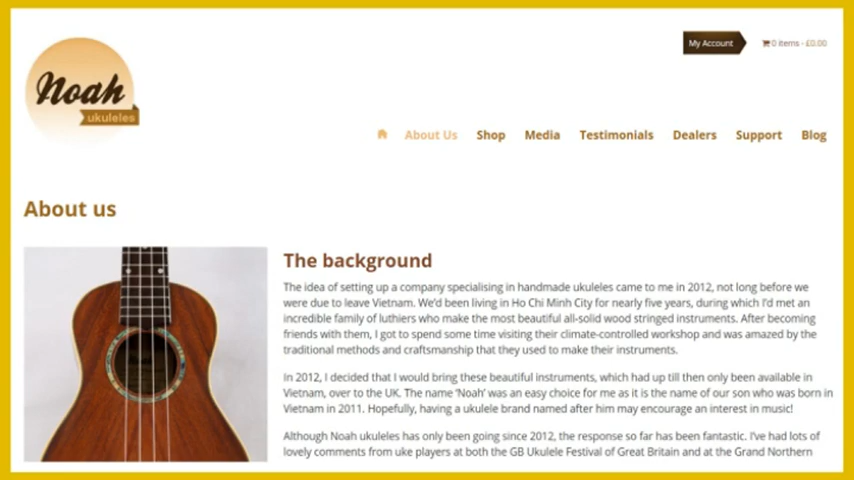 My Account
0 items - £0.00
Noah
ukuleles
About Us Shop Media Testimonials Dealers Support Blog
About us
The background
The idea of setting up a company specialising in handmade ukuleles came to me in 2012, not long before we
were due to leave Vietnam. We'd been living in Ho Chi Minh City for nearly five years, during which I'd met an
incredible family of luthiers who make the most beautiful all-solid wood stringed instruments. After becoming
friends with them, I got to spend some time visiting their climate-controlled workshop and was amazed by the
traditional methods and craftsmanship that they used to make their instruments.
In 2012, I decided that I would bring these beautiful instruments, which had up till then only been available in
Vietnam, over to the UK. The name 'Noah' was an easy choice for me as it is the name of our son who was born in
Vietnam in 2011. Hopefully, having a ukulele brand named after him may encourage an interest in music!
Although Noah ukuleles has only been going since 2012, the response so far has been fantastic. I've had lots of
lovely comments from uke players at both the GB Ukulele Festival of Great Britain and at the Grand Northern